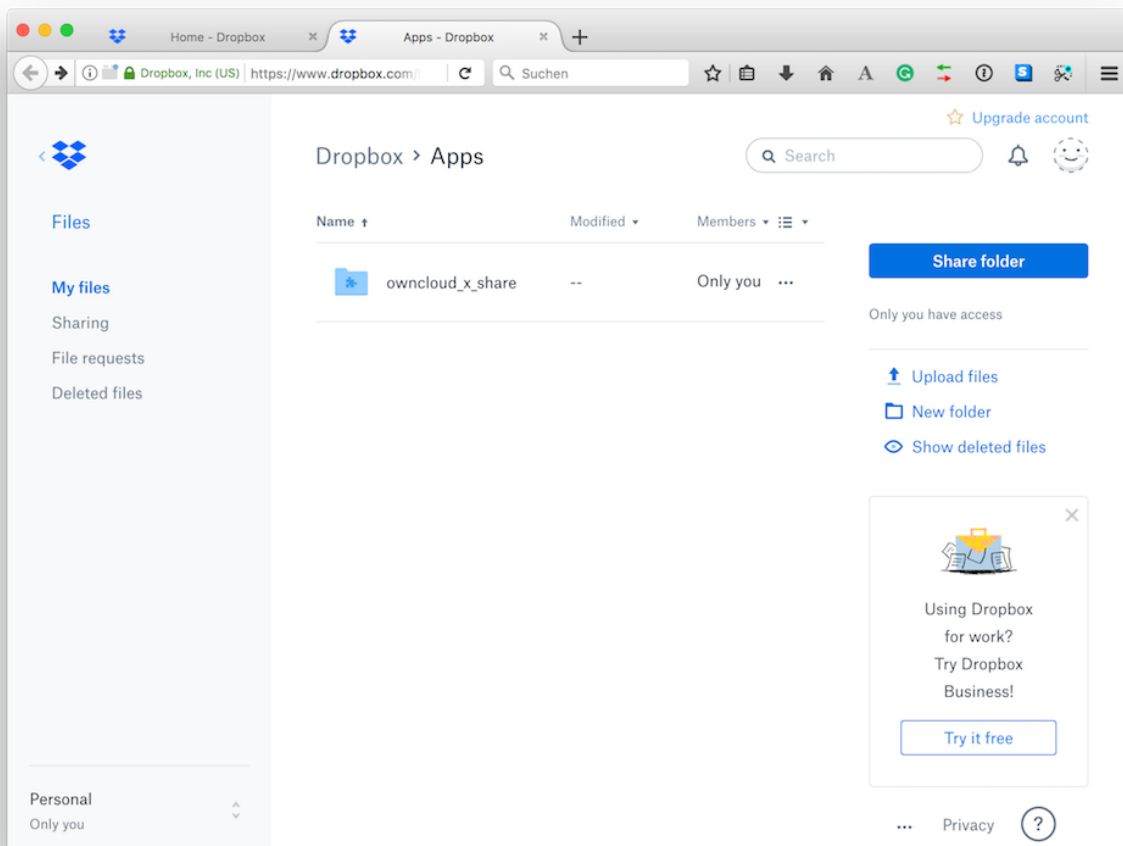 Home - Dropbox
Apps - Dropbox
Dropbox, Inc (US)
https://www.dropbox.com/
Suchen
Upgrade account
Dropbox > Apps
Search
Files
My files
Sharing
File requests
Deleted files
Name
Modified
Members
owncloud_x_share
--
Only you
Share folder
Only you have access
Upload files
New folder
Show deleted files
Using Dropbox
for work?
Try Dropbox
Business!
Try it free
Personal
Only you
Privacy
?